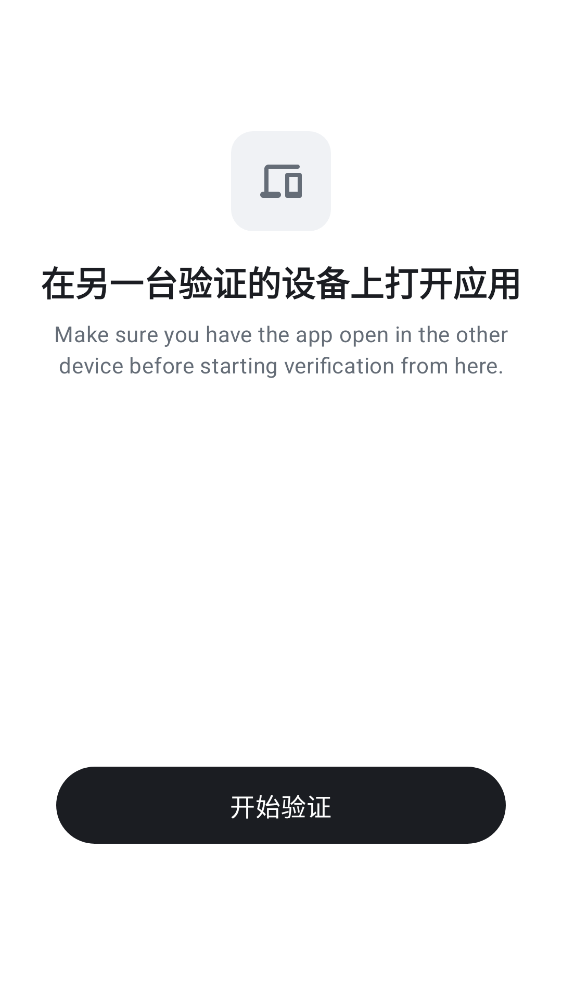 在另一台验证的设备上打开应用
Make sure you have the app open in the other
device before starting verification from here.
开始验证